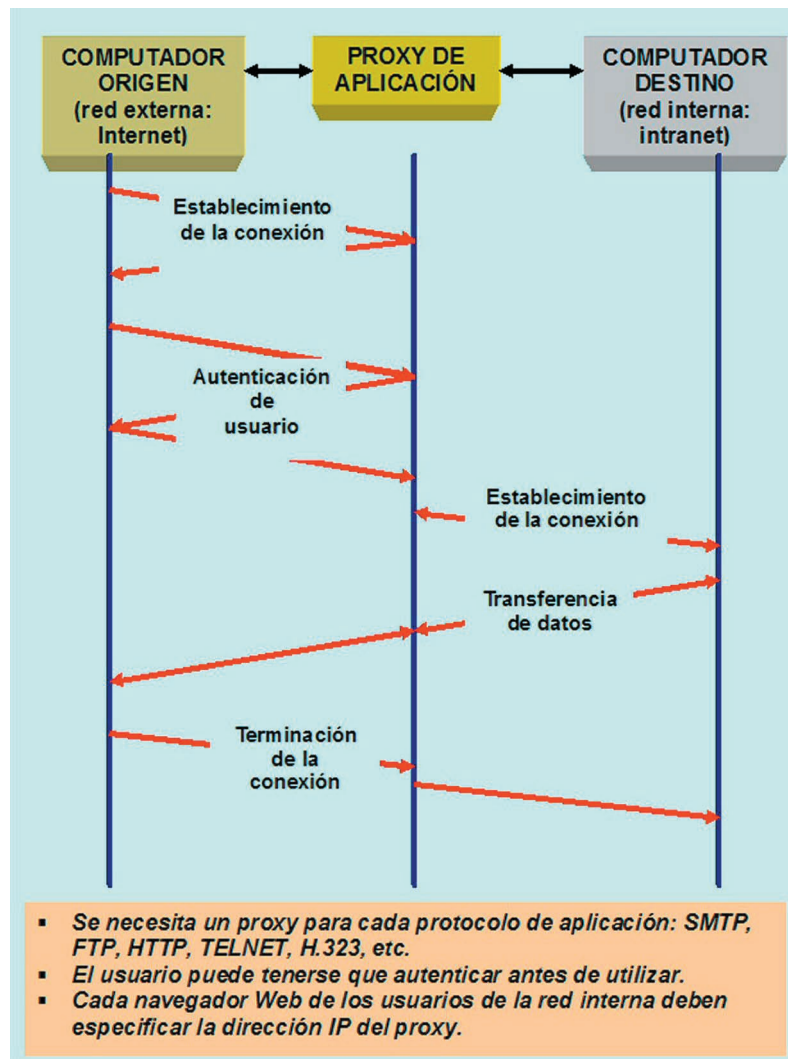 COMPUTADOR
ORIGEN
(red externa:
Internet)
PROXY DE
APLICACIÓN
COMPUTADOR
DESTINO
(red interna:
intranet)
Establecimiento
de la conexión
Autenticación
de
usuario
Establecimiento
de la conexión
Transferencia
de datos
Terminación
de la
conexión
▪ Se necesita un proxy para cada protocolo de aplicación: SMTP,
FTP, HTTP, TELNET, H.323, etc.
▪ El usuario puede tenerse que autenticar antes de utilizar.
▪ Cada navegador Web de los usuarios de la red interna deben
especificar la dirección IP del proxy.